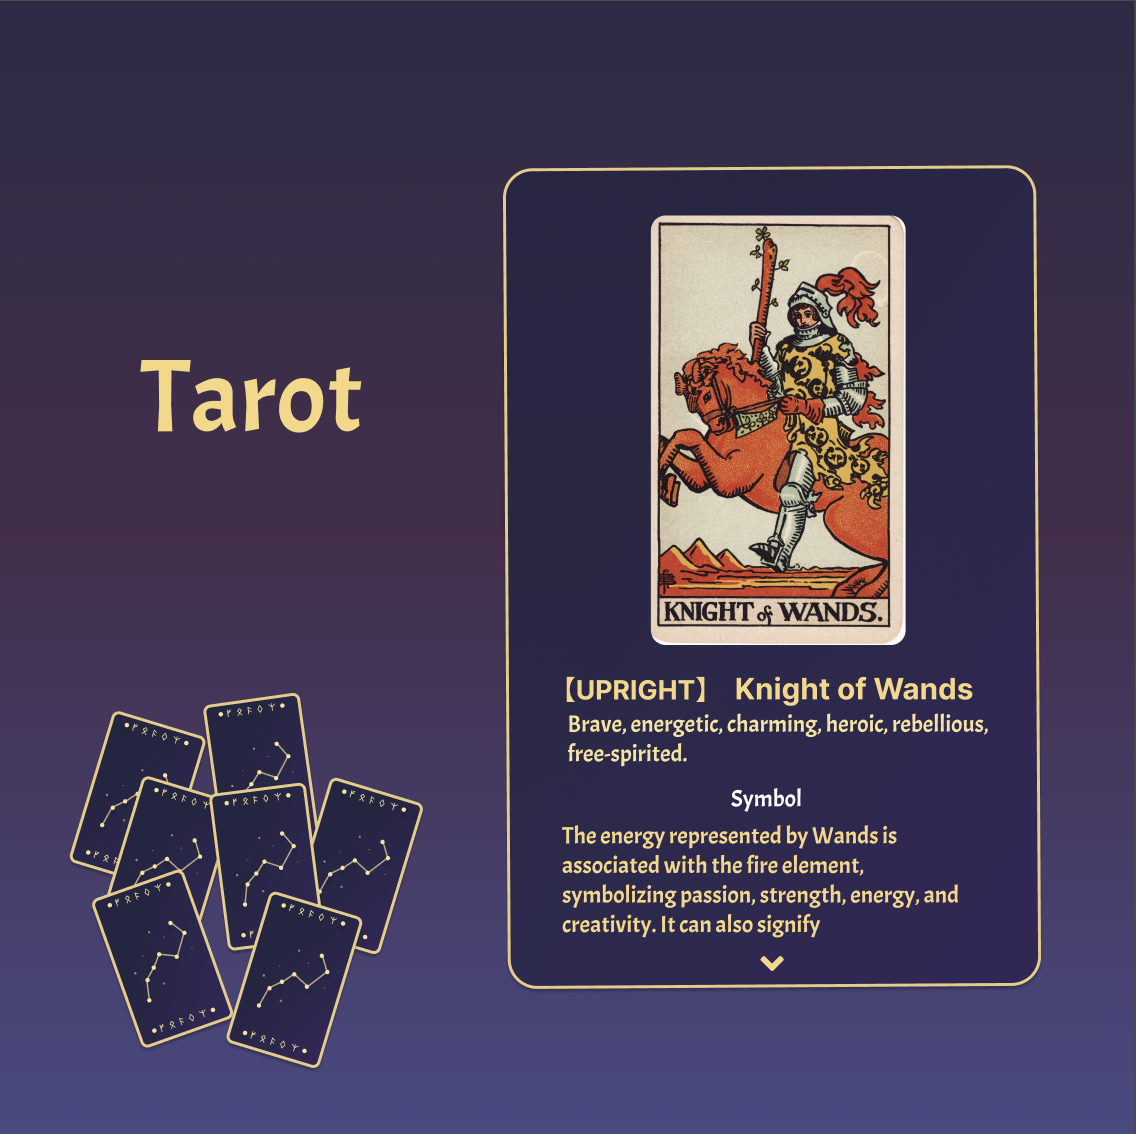 Tarot
KNIGHT of WANDS.
【UPRIGHT】 Knight of Wands
Brave, energetic, charming, heroic, rebellious,
free-spirited.
Symbol
The energy represented by Wands is
associated with the fire element,
symbolizing passion, strength, energy, and
creativity. It can also signify